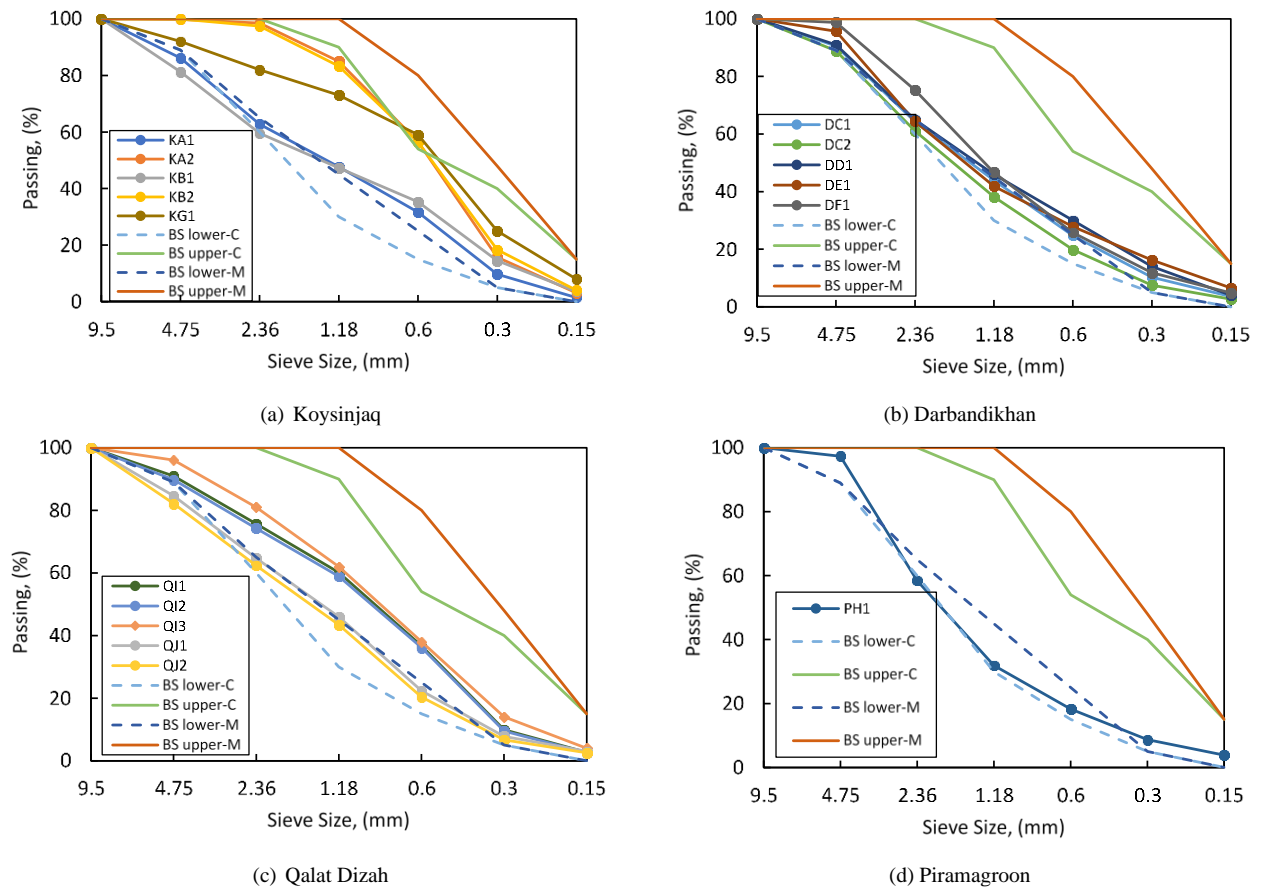 100
80
60
40
20
0
Passing, (%)
KA1
KA2
KB1
KB2
KG1
BS lower-C
BS upper-C
BS lower-M
BS upper-M
9.5 4.75 2.36 1.18 0.6 0.3 0.15
Sieve Size, (mm)
(a) Koysinjaq
100
80
60
40
20
0
Passing, (%)
DC1
DC2
DD1
DE1
DF1
BS lower-C
BS upper-C
BS lower-M
BS upper-M
9.5 4.75 2.36 1.18 0.6 0.3 0.15
Sieve Size, (mm)
(b) Darbandikhan
100
80
60
40
20
0
Passing, (%)
QI1
QI2
QI3
QJ1
QJ2
BS lower-C
BS upper-C
BS lower-M
BS upper-M
9.5 4.75 2.36 1.18 0.6 0.3 0.15
Sieve Size, (mm)
(c) Qalat Dizah
100
80
60
40
20
0
Passing, (%)
PH1
BS lower-C
BS upper-C
BS lower-M
BS upper-M
9.5 4.75 2.36 1.18 0.6 0.3 0.15
Sieve Size, (mm)
(d) Piramagroon